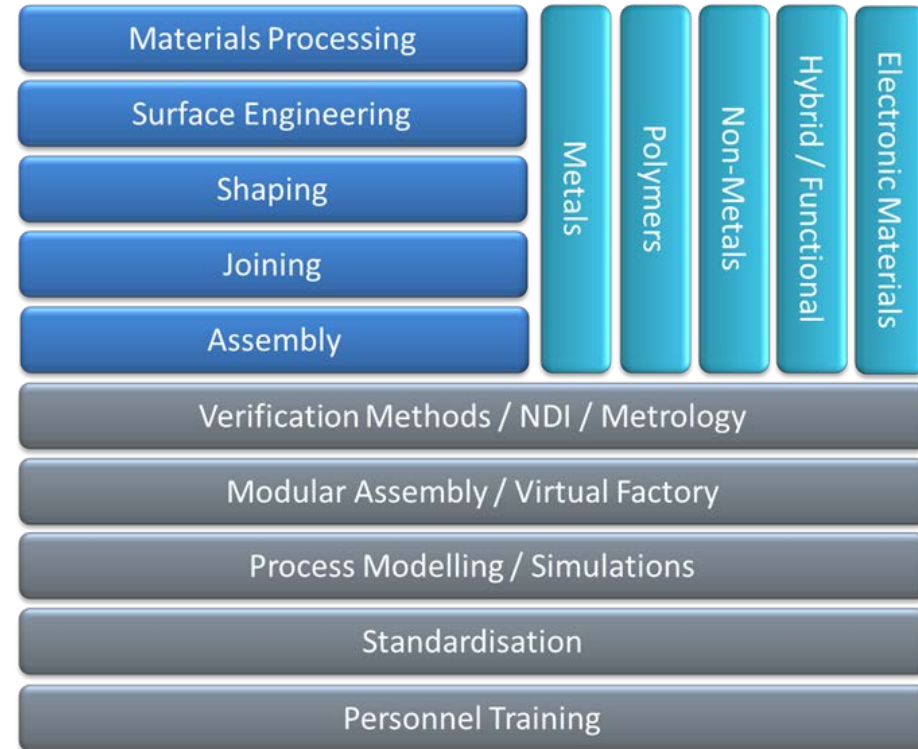 Materials Processing
Surface Engineering
Shaping
Joining
Assembly
Metals
Polymers
Non-Metals
Hybrid / Functional
Electronic Materials
Verification Methods / NDI / Metrology
Modular Assembly / Virtual Factory
Process Modelling / Simulations
Standardisation
Personnel Training